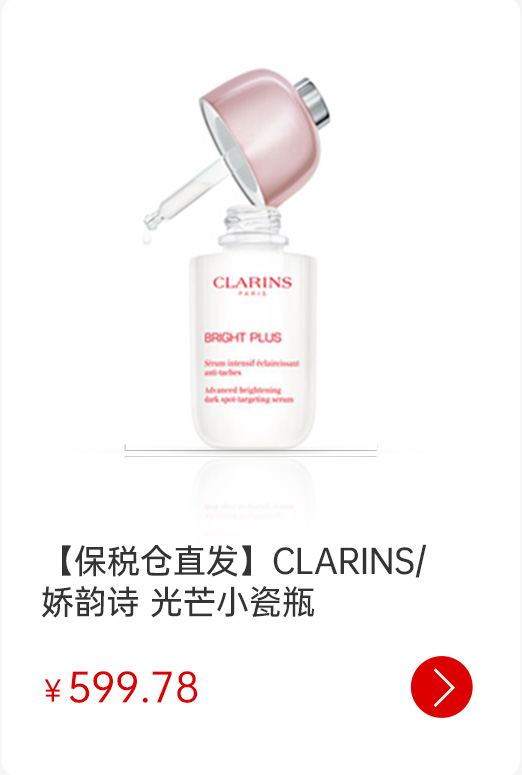 CLARINS
PARIS
BRIGHT PLUS
Sérum intensif éclaircissant
anti-taches
Advanced brightening
dark spot-targeting serum
【保税仓直发】CLARINS/
娇韵诗 光芒小瓷瓶
¥599.78